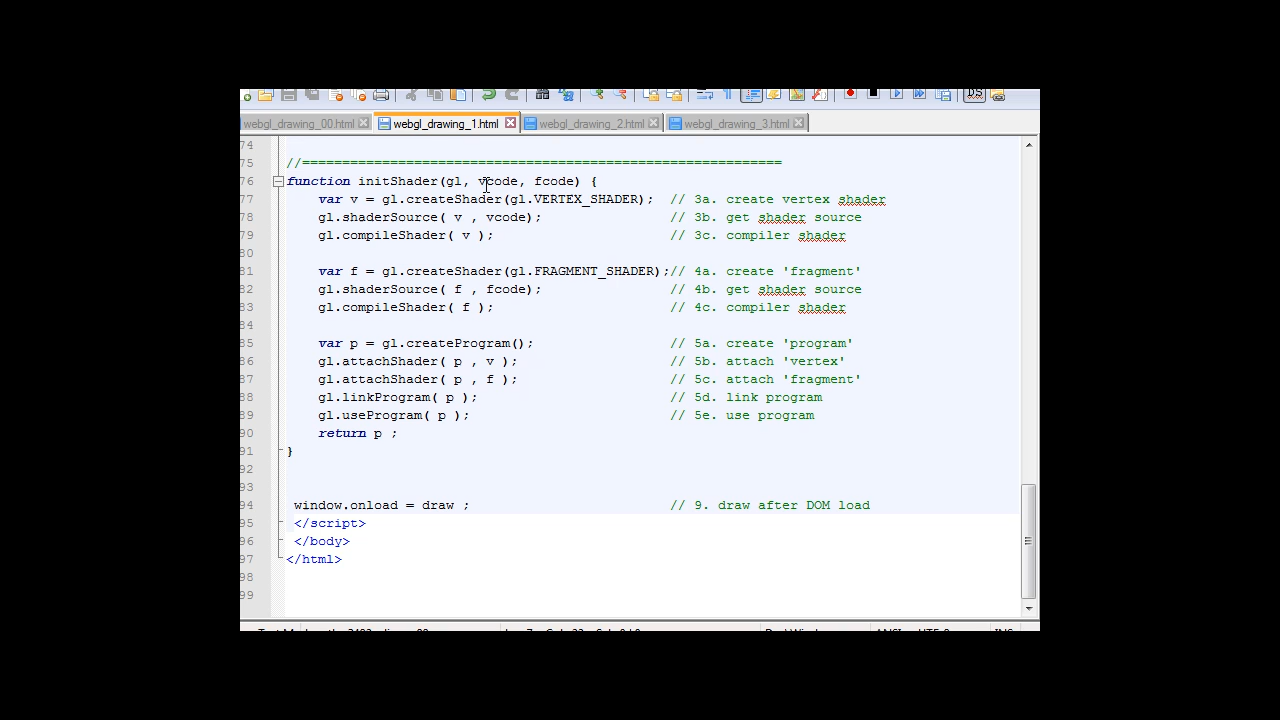 webgl_drawing_00.html webgl_drawing_1.html webgl_drawing_2.html webgl_drawing_3.html
74
75 //============================================================
76 function initShader(gl, vcode, fcode) {
77 var v = gl.createShader(gl.VERTEX_SHADER); // 3a. create vertex shader
78 gl.shaderSource( v , vcode); // 3b. get shader source
79 gl.compileShader( v ); // 3c. compiler shader
80
81 var f = gl.createShader(gl.FRAGMENT_SHADER);// 4a. create 'fragment'
82 gl.shaderSource( f , fcode); // 4b. get shader source
83 gl.compileShader( f ); // 4c. compiler shader
84
85 var p = gl.createProgram(); // 5a. create 'program'
86 gl.attachShader( p , v ); // 5b. attach 'vertex'
87 gl.attachShader( p , f ); // 5c. attach 'fragment'
88 gl.linkProgram( p ); // 5d. link program
89 gl.useProgram( p ); // 5e. use program
90 return p ;
91 }
92
93
94 window.onload = draw ; // 9. draw after DOM load
95 </script>
96 </body>
97 </html>
98
99